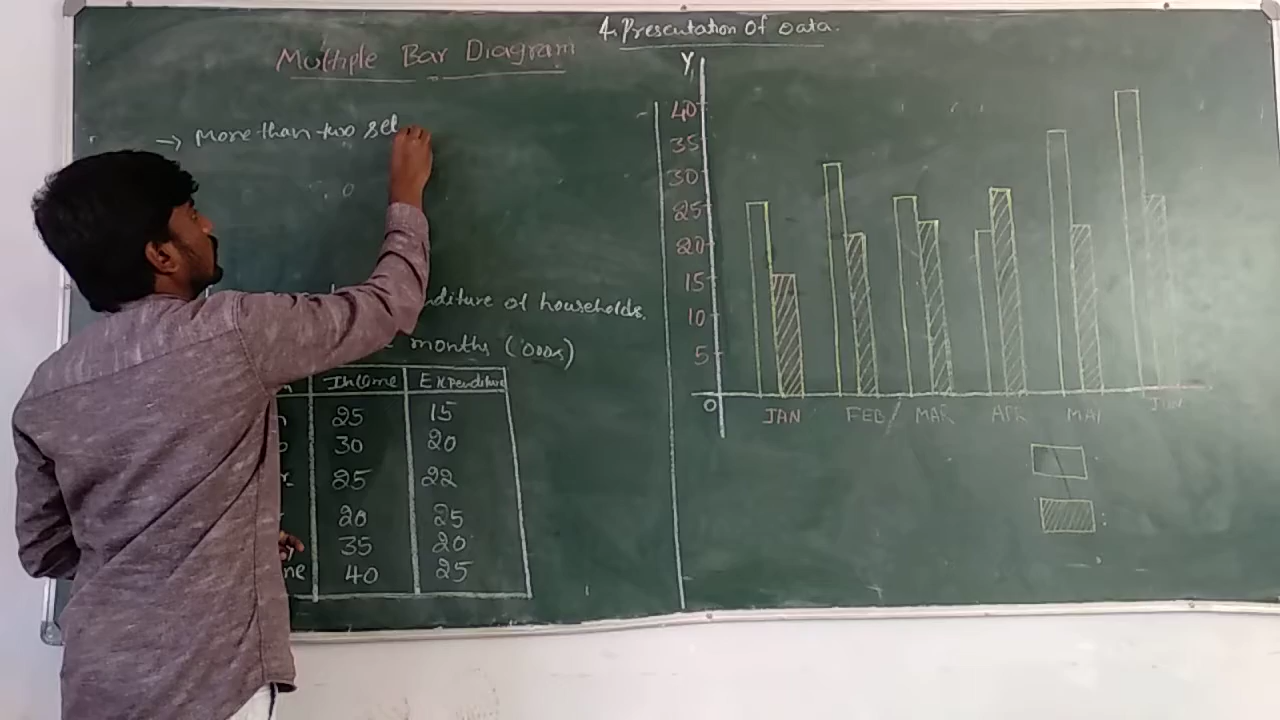 4. Presentation Of Data.
Multiple Bar Diagram
→ More than two set
enditure of households.
months (000s)
Income Expenditure
25 15
30 20
25 22
20 25
35 20
ne 40 25
Y
40
35
30
25
20
15
10
5
0
JAN FEB MAR APR MAY JUN
: